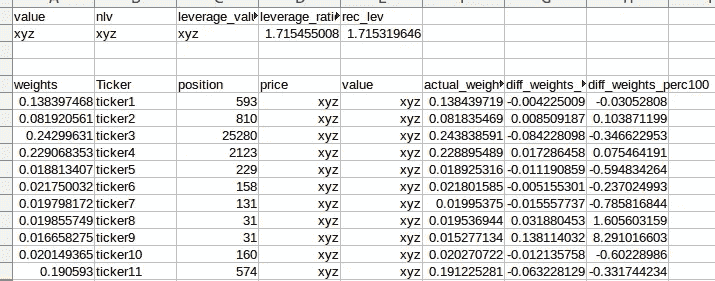 value nlv leverage_valu leverage_rati rec_lev
xyz xyz xyz 1.715455008 1.715319646
weights Ticker position price value actual_weigh diff_weights_ diff_weights_perc100
0.138397468 ticker1 593 xyz xyz 0.138439719 -0.004225009 -0.03052808
0.081920561 ticker2 810 xyz xyz 0.081835469 0.008509187 0.103871199
0.24299631 ticker3 25280 xyz xyz 0.243838591 -0.084228098 -0.346622953
0.229068353 ticker4 2123 xyz xyz 0.228895489 0.017286458 0.075464191
0.018813407 ticker5 229 xyz xyz 0.018925316 -0.011190859 -0.594834264
0.021750032 ticker6 158 xyz xyz 0.021801585 -0.005155301 -0.237024993
0.019798172 ticker7 131 xyz xyz 0.01995375 -0.015557737 -0.785816844
0.019855749 ticker8 31 xyz xyz 0.019536944 0.031880453 1.605603159
0.016658275 ticker9 31 xyz xyz 0.015277134 0.138114032 8.291016603
0.020149365 ticker10 160 xyz xyz 0.020270722 -0.012135758 -0.60228986
0.190593 ticker11 574 xyz xyz 0.191225281 -0.063228129 -0.331744234